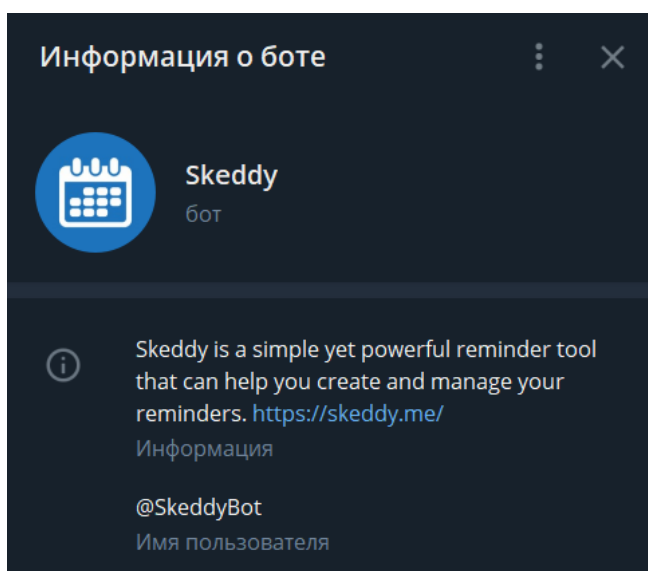 Информация о боте
Skeddy
бот
Skeddy is a simple yet powerful reminder tool
that can help you create and manage your
reminders. https://skeddy.me/
Информация
@SkeddyBot
Имя пользователя